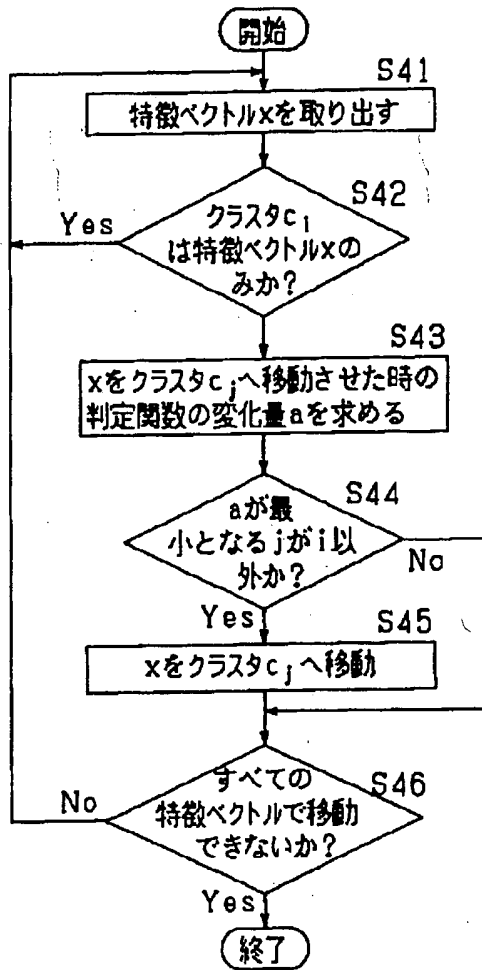 開始
S41
特徴ベクトルxを取り出す
S42
クラスタci
は特徴ベクトルxの
みか?
Yes
S43
xをクラスタcjへ移動させた時の
判定関数の変化量aを求める
S44
aが最
小となるjがi以
外か?
No
Yes
S45
xをクラスタcjへ移動
S46
すべての
特徴ベクトルで移動
できないか?
No
Yes
終了